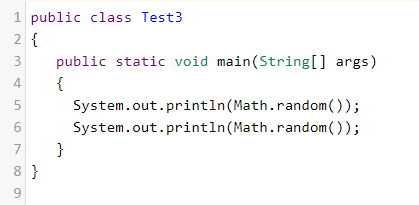 1 public class Test3
2 {
3 public static void main(String[] args)
4 {
5 System.out.println(Math.random());
6 System.out.println(Math.random());
7 }
8 }
9